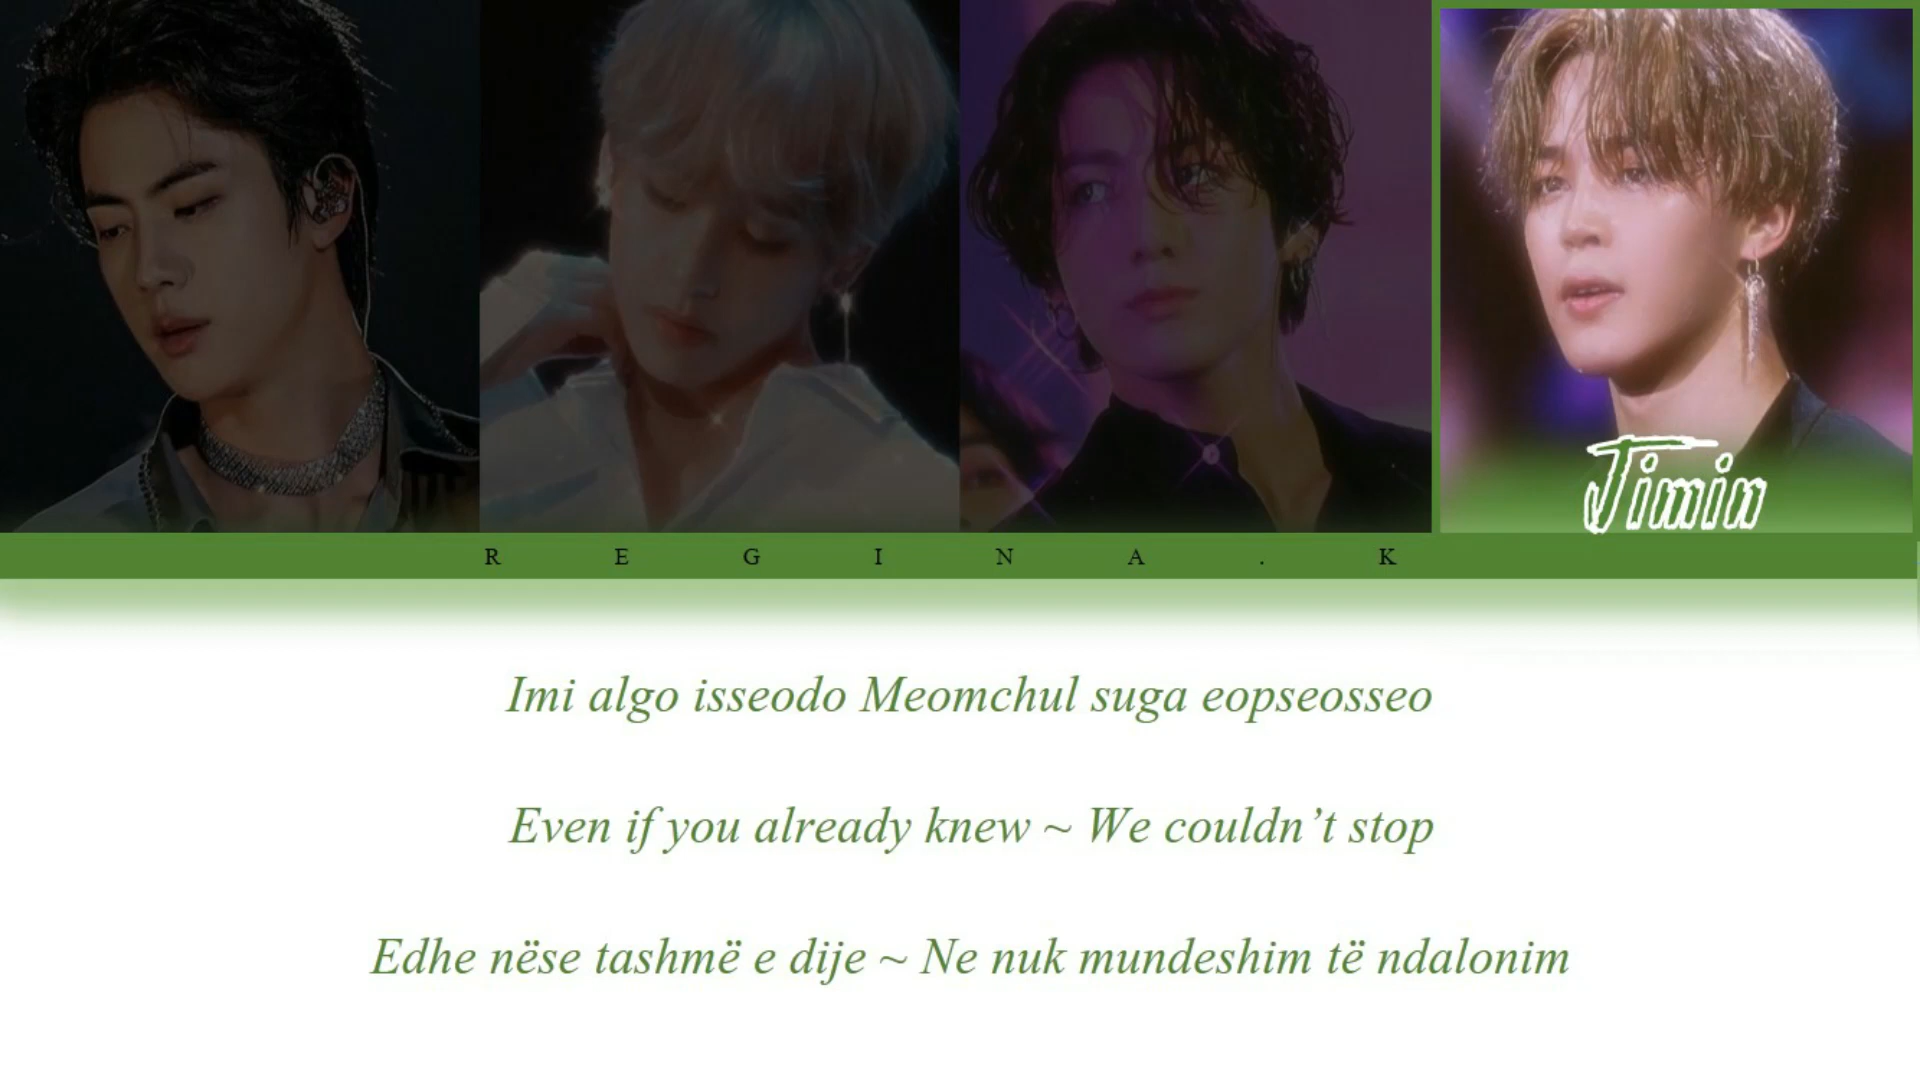 Jimin
R E G I N A . K
Imi algo isseodo Meomchul suga eopseosseo
Even if you already knew ~ We couldn’t stop
Edhe nëse tashmë e dije ~ Ne nuk mundeshim të ndalonim